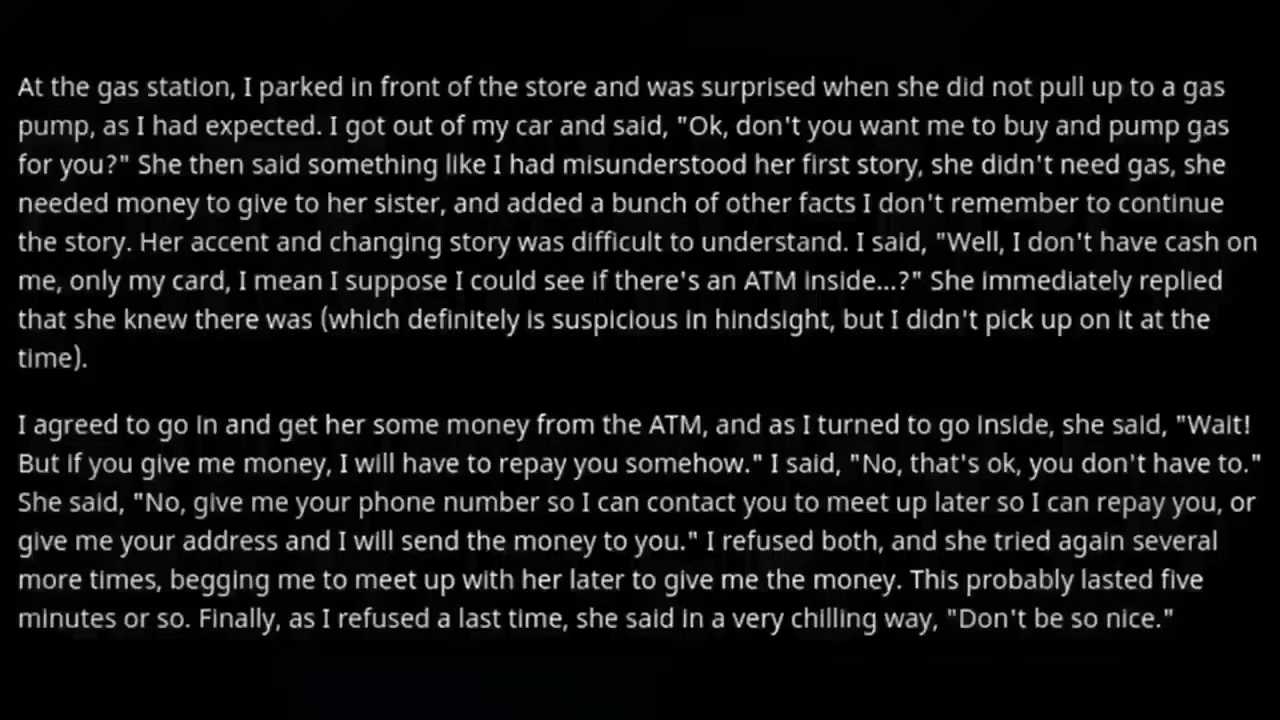 At the gas station, I parked in front of the store and was surprised when she did not pull up to a gas
pump, as I had expected. I got out of my car and said, "Ok, don't you want me to buy and pump gas
for you?" She then said something like I had misunderstood her first story, she didn't need gas, she
needed money to give to her sister, and added a bunch of other facts I don't remember to continue
the story. Her accent and changing story was difficult to understand. I said, "Well, I don't have cash on
me, only my card, I mean I suppose I could see if there's an ATM inside...?" She immediately replied
that she knew there was (which definitely is suspicious in hindsight, but I didn't pick up on it at the
time).
I agreed to go in and get her some money from the ATM, and as I turned to go inside, she said, "Wait!
But if you give me money, I will have to repay you somehow." I said, "No, that's ok, you don't have to."
She said, "No, give me your phone number so I can contact you to meet up later so I can repay you, or
give me your address and I will send the money to you." I refused both, and she tried again several
more times, begging me to meet up with her later to give me the money. This probably lasted five
minutes or so. Finally, as I refused a last time, she said in a very chilling way, "Don't be so nice."